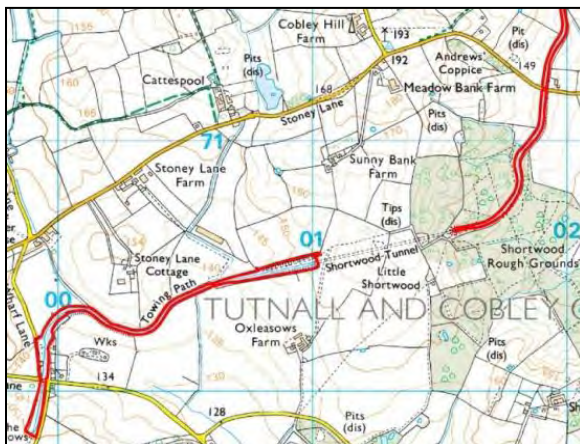 Cobley Hill
Farm
193
192
Pit
(dis)
Andrews'
Coppice
149
Cattespool
Pits
(dis)
168
Meadow Bank Farm
Stoney Lane
71
Pits
(dis)
Stoney Lane
Farm
Sunny Bank
Farm
Tips
(dis)
02
01
Shortwood Tunnel
Shortwood
Rough Grounds
Little
Shortwood
Stoney Lane
Cottage
00
Towing Path
Wharf Lane
TUTNALL AND COBLEY C
Oxleasows
Farm
Wks
Pit
(dis)
134
128
Pits
(dis)